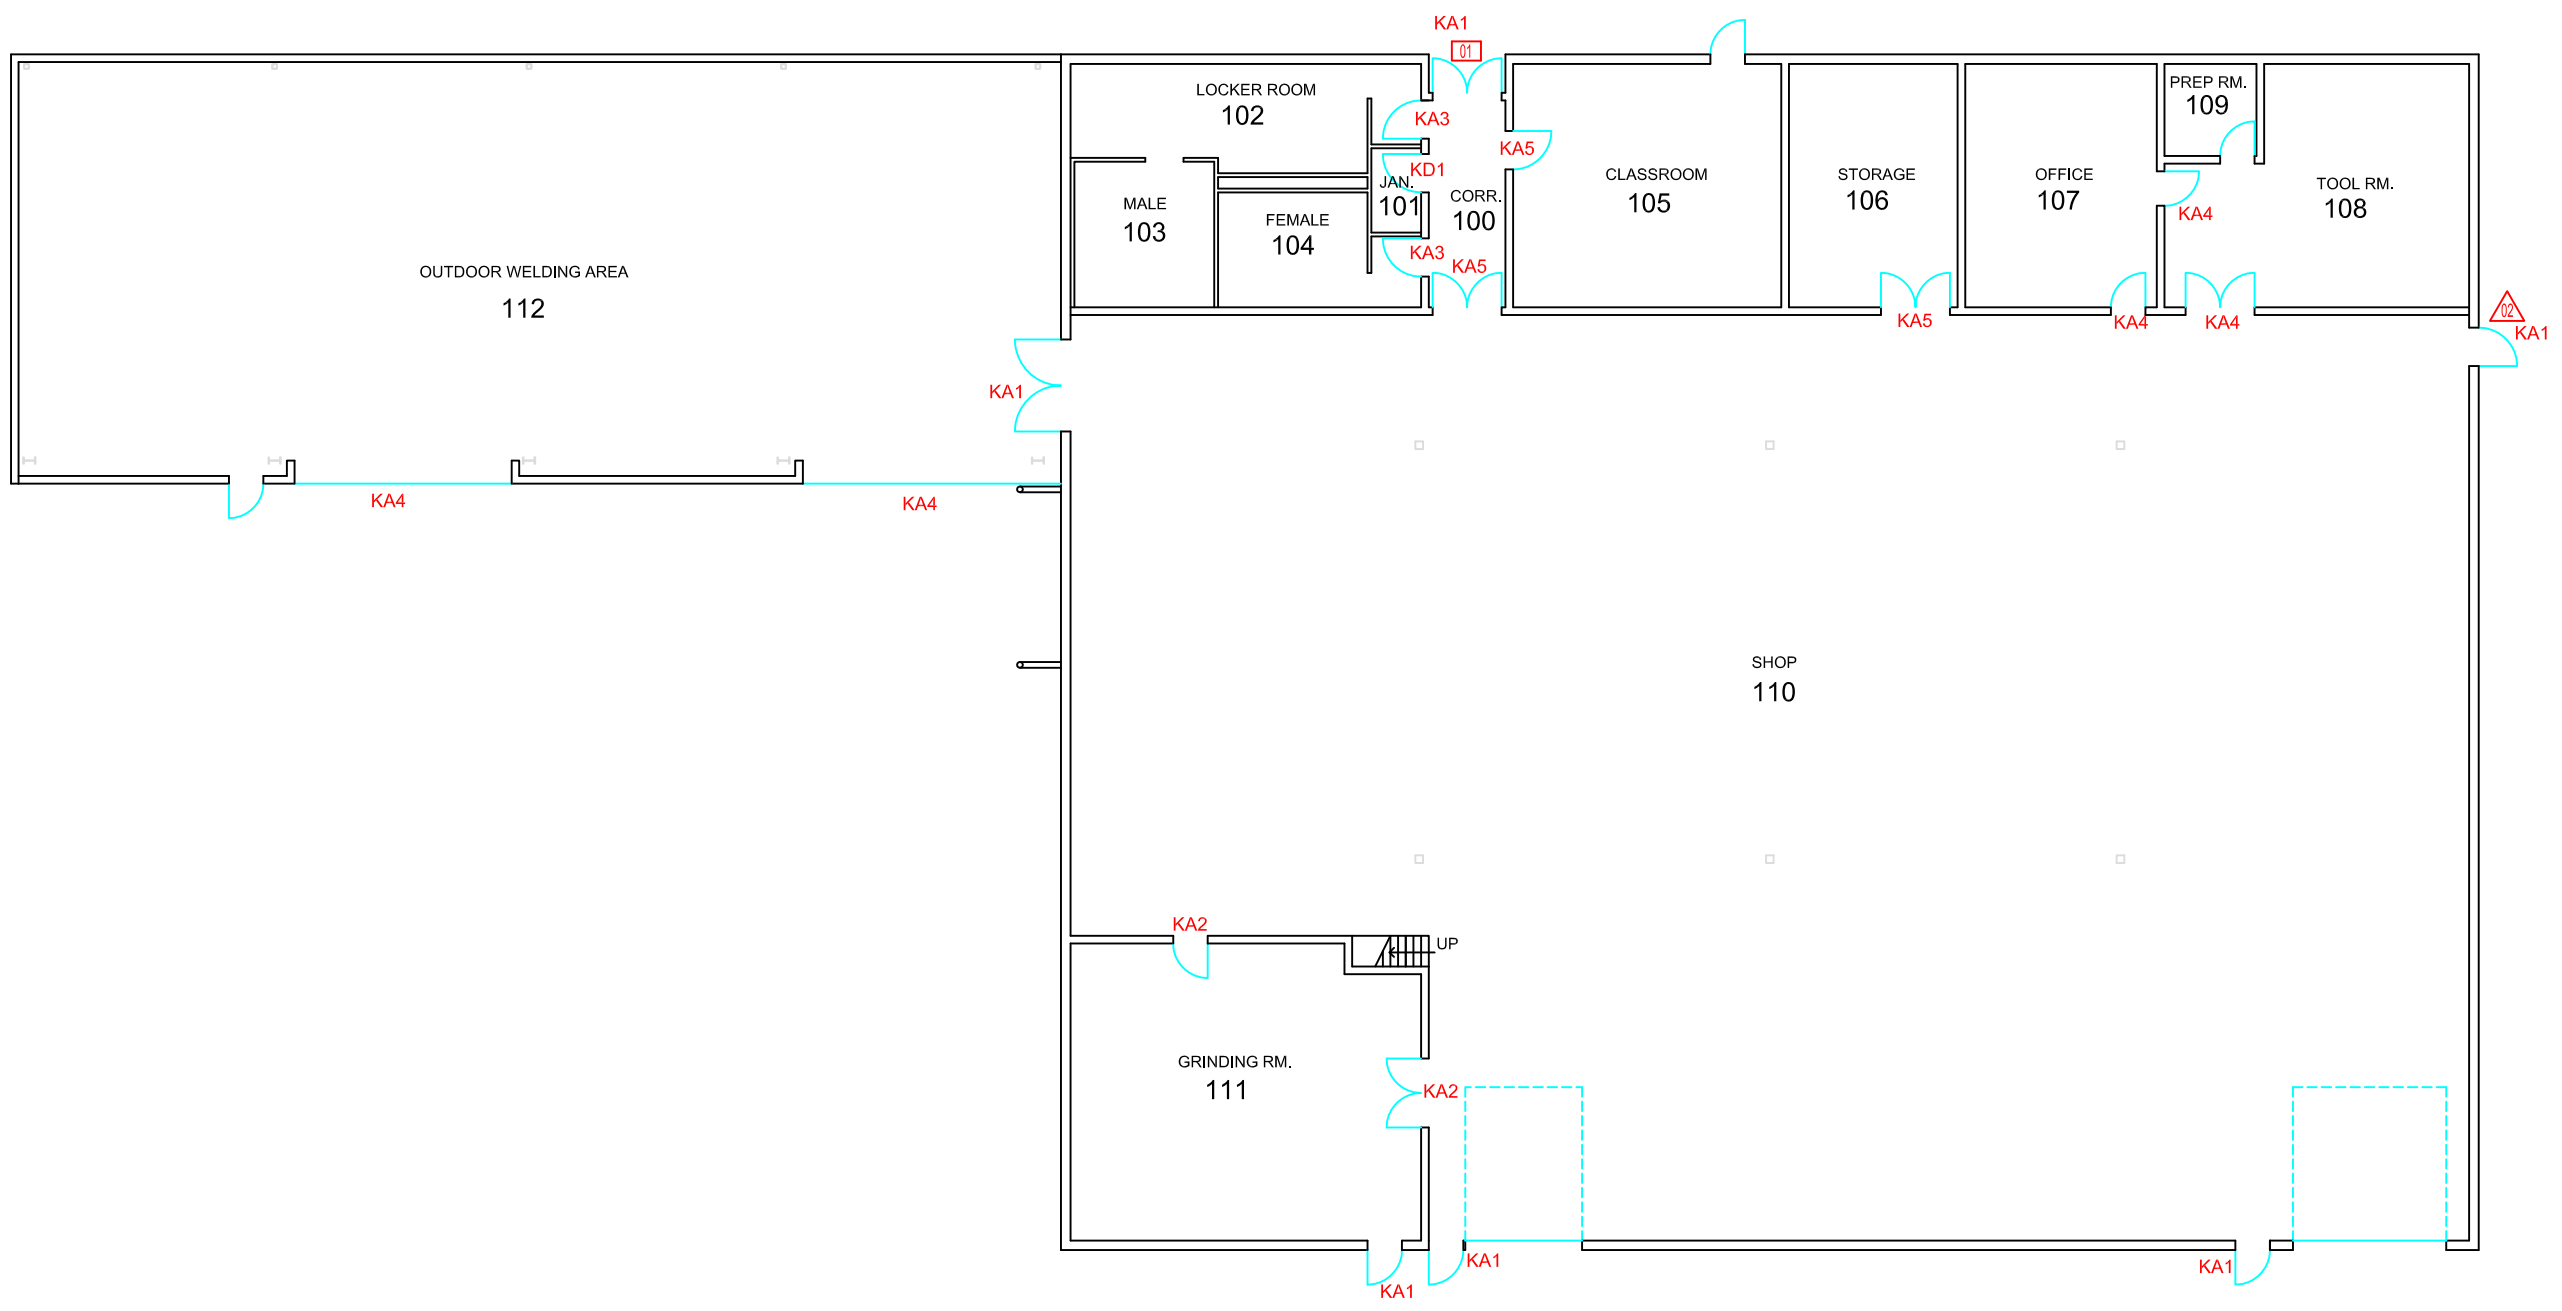 KA1
01
LOCKER ROOM
102
KA3
KD1
JAN.
101
KA3
CORR.
100
KA5
KA5
CLASSROOM
105
STORAGE
106
KA5
OFFICE
107
KA4
KA4
PREP RM.
109
TOOL RM.
108
KA4
02
KA1
MALE
103
FEMALE
104
OUTDOOR WELDING AREA
112
KA1
KA4
KA4
SHOP
110
KA2
UP
GRINDING RM.
111
KA2
KA1
KA1
KA1